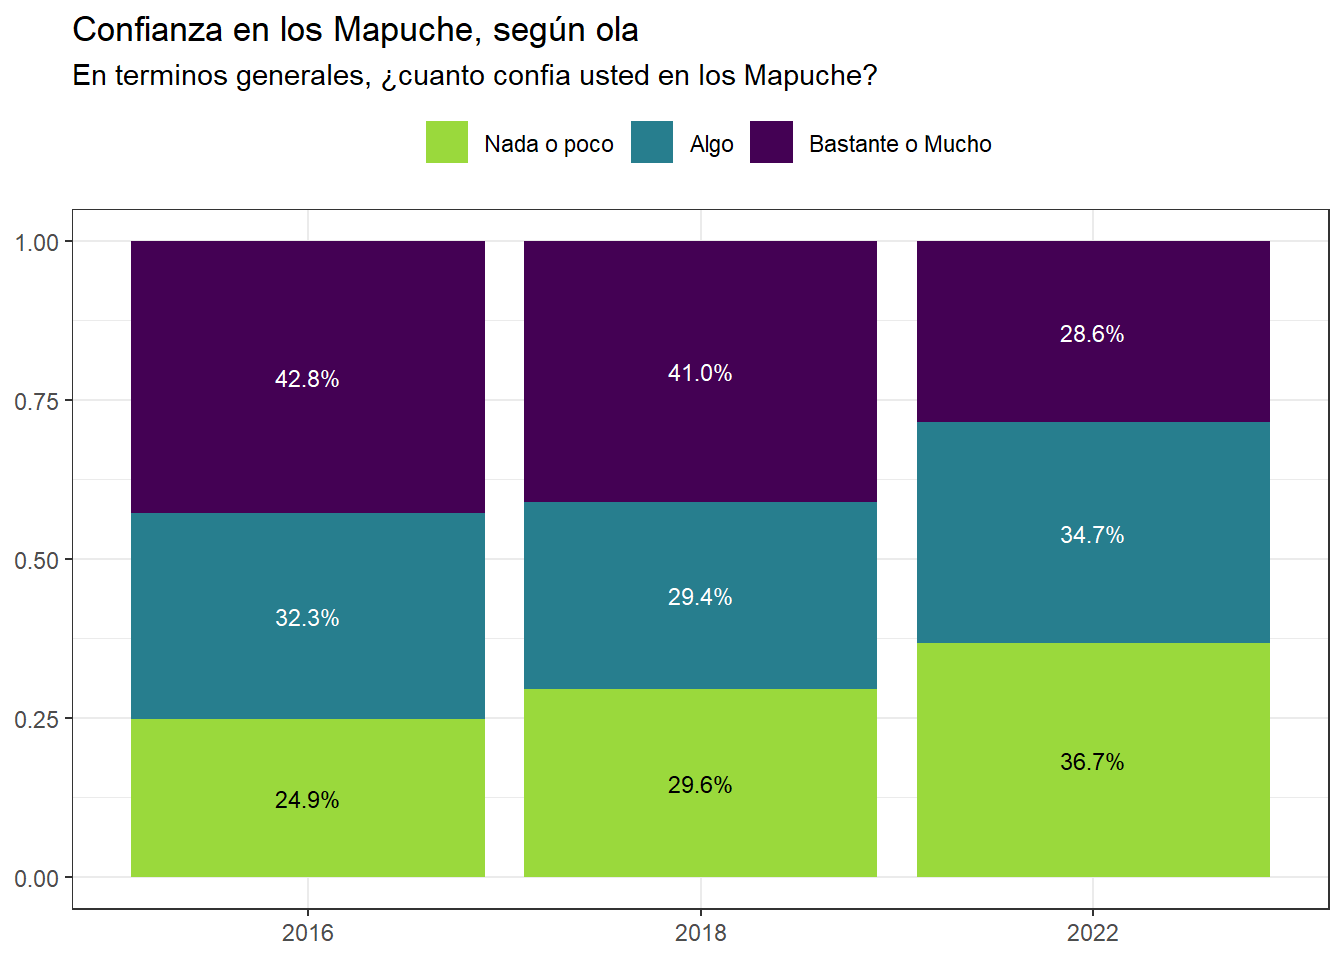 Confianza en los Mapuche, según ola
En terminos generales, ¿cuanto confia usted en los Mapuche?
Nada o poco Algo Bastante o Mucho
1.00
0.75
0.50
0.25
0.00
42.8% 41.0% 28.6%
32.3% 29.4% 34.7%
24.9% 29.6% 36.7%
2016 2018 2022